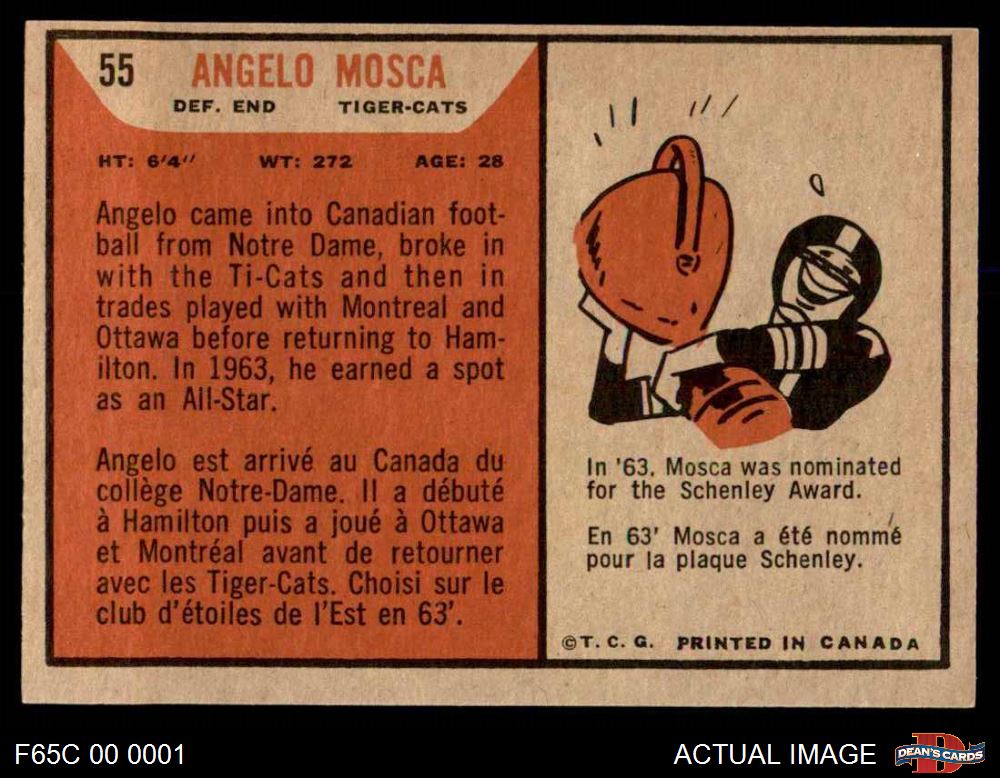 55 ANGELO MOSCA
DEF. END TIGER-CATS
HT: 6'4'' WT: 272 AGE: 28
Angelo came into Canadian foot-
ball from Notre Dame, broke in
with the Ti-Cats and then in
trades played with Montreal and
Ottawa before returning to Ham-
ilton. In 1963, he earned a spot
as an All-Star.
Angelo est arrivé au Canada du
collège Notre-Dame. Il a débuté
à Hamilton puis a joué à Ottawa
et Montréal avant de retourner
avec les Tiger-Cats. Choisi sur le
club d'étoiles de l'Est en 63'.
In '63. Mosca was nominated
for the Schenley Award.
En 63' Mosca a été nommé
pour la plaque Schenley.
©T. C. G. PRINTED IN CANADA
F65C 00 0001
ACTUAL IMAGE
DEAN'S CARDS